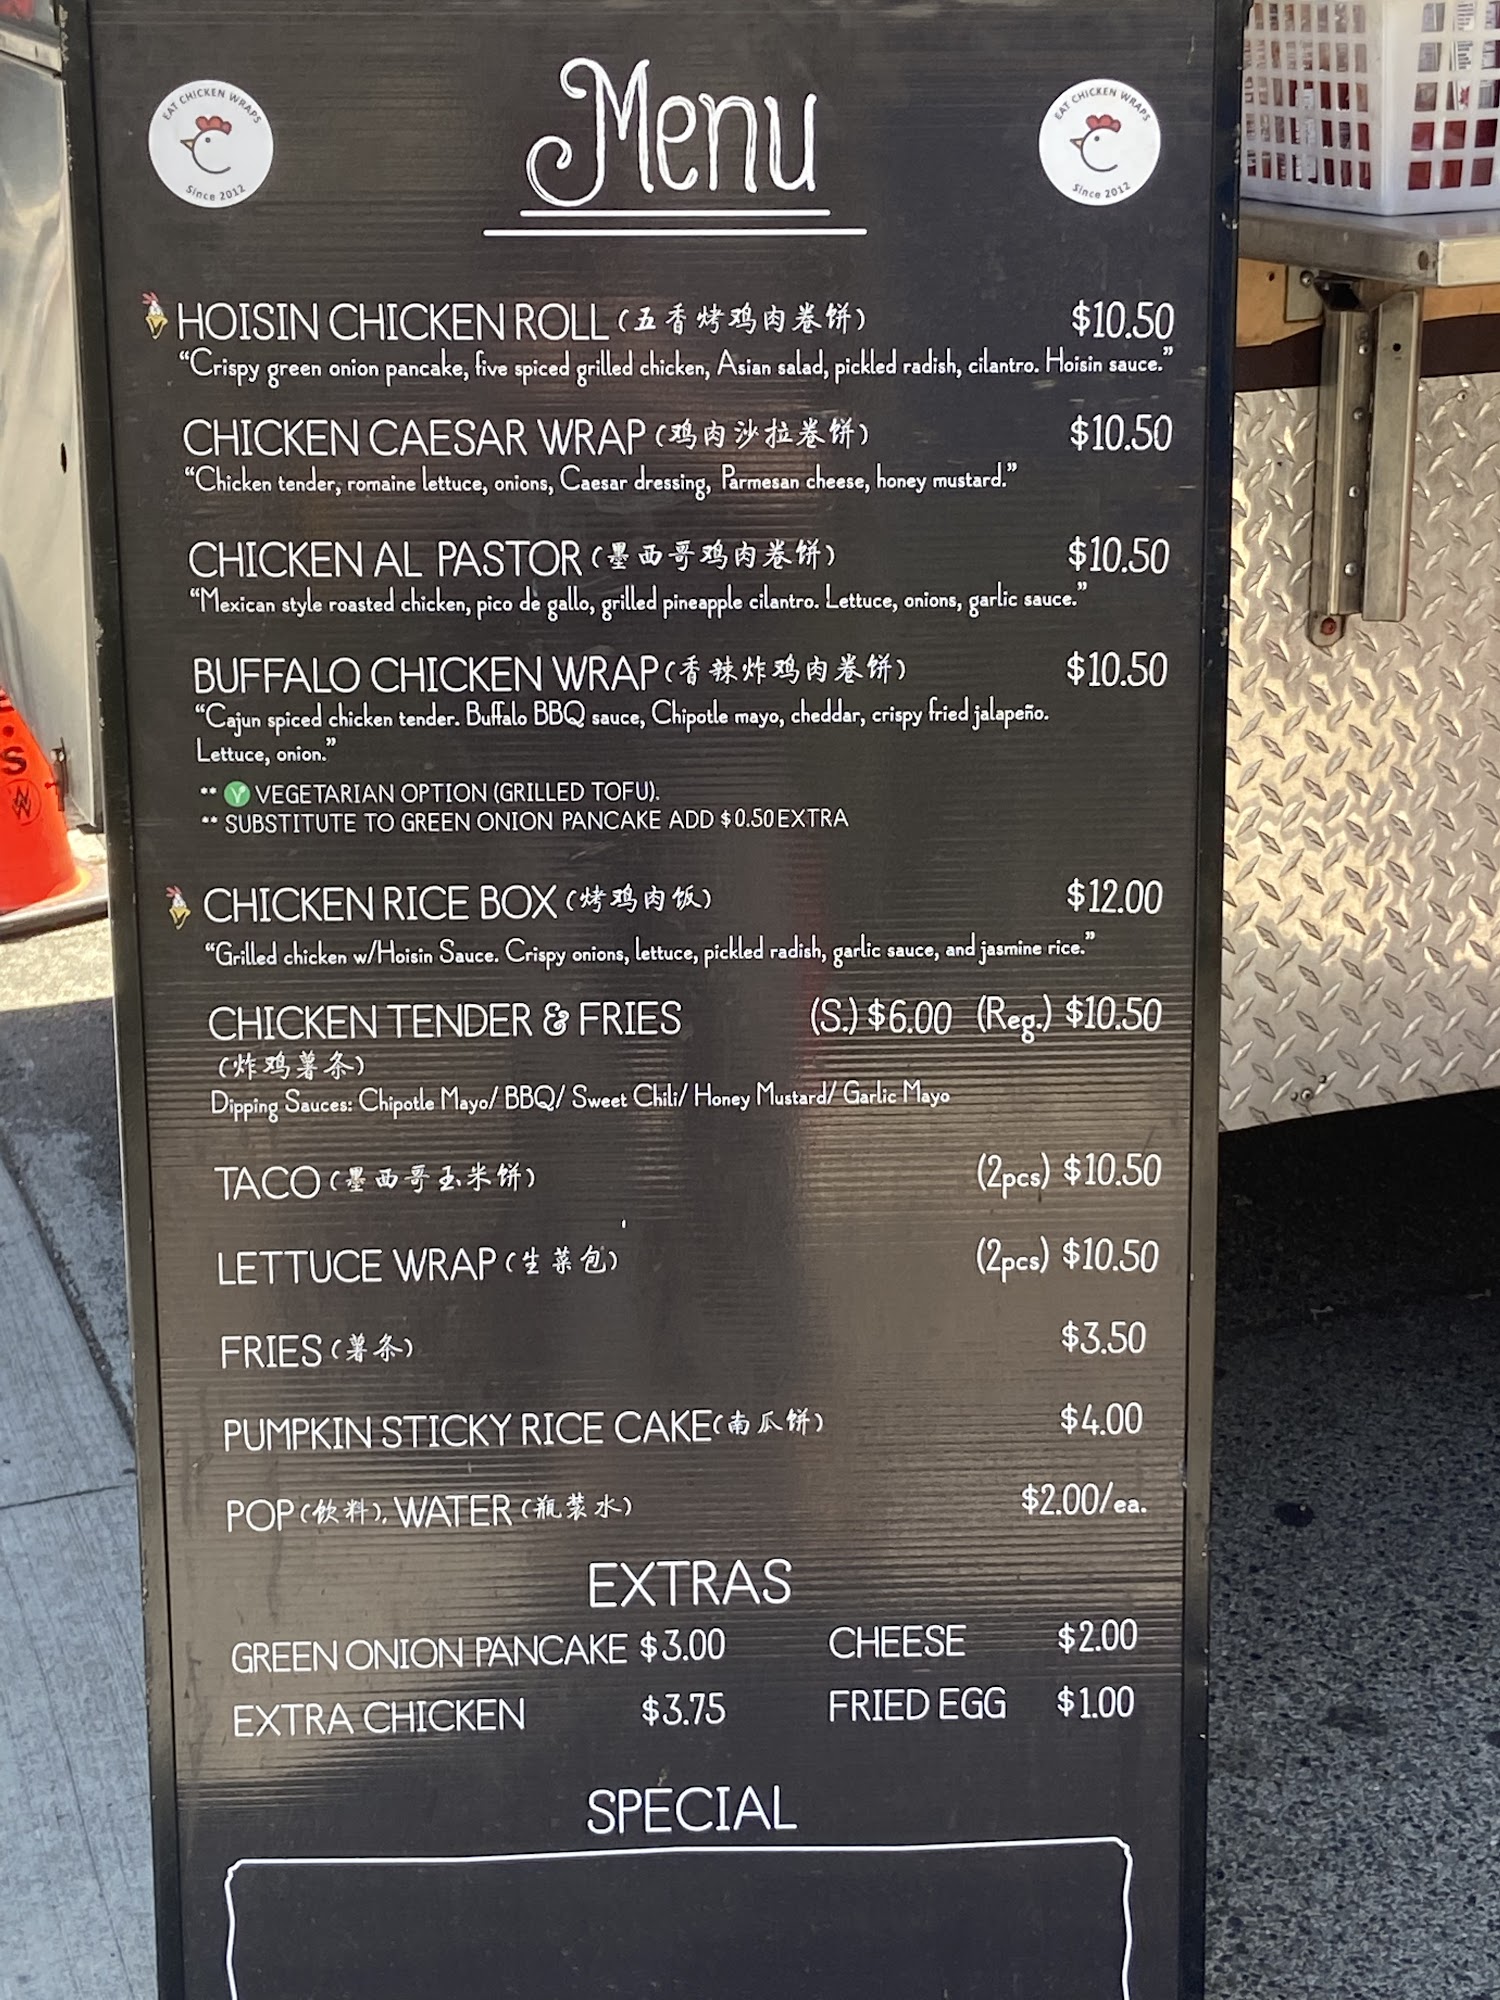 EAT CHICKEN WRAPS
Since 2012
Menu
EAT CHICKEN WRAPS
Since 2012
HOISIN CHICKEN ROLL (五香烤鸡肉卷饼) $10.50
“Crispy green onion pancake, five spiced grilled chicken, Asian salad, pickled radish, cilantro. Hoisin sauce.”
CHICKEN CAESAR WRAP (鸡肉沙拉卷饼) $10.50
“Chicken tender, romaine lettuce, onions, Caesar dressing, Parmesan cheese, honey mustard.”
CHICKEN AL PASTOR (墨西哥鸡肉卷饼) $10.50
“Mexican style roasted chicken, pico de gallo, grilled pineapple cilantro. Lettuce, onions, garlic sauce.”
BUFFALO CHICKEN WRAP (香辣炸鸡肉卷饼) $10.50
“Cajun spiced chicken tender. Buffalo BBQ sauce, Chipotle mayo, cheddar, crispy fried jalapeño.
Lettuce, onion.”
** V VEGETARIAN OPTION (GRILLED TOFU).
** SUBSTITUTE TO GREEN ONION PANCAKE ADD $0.50 EXTRA
CHICKEN RICE BOX (烤鸡肉饭) $12.00
“Grilled chicken w/Hoisin Sauce. Crispy onions, lettuce, pickled radish, garlic sauce, and jasmine rice.”
CHICKEN TENDER & FRIES (S.) $6.00 (Reg.) $10.50
(炸鸡薯条)
Dipping Sauces: Chipotle Mayo/ BBQ/ Sweet Chili/ Honey Mustard/ Garlic Mayo
TACO (墨西哥玉米饼) (2pcs) $10.50
LETTUCE WRAP (生菜包) (2pcs) $10.50
FRIES (薯条) $3.50
PUMPKIN STICKY RICE CAKE (南瓜饼) $4.00
POP (饮料), WATER (瓶装水) $2.00/ea.
EXTRAS
GREEN ONION PANCAKE $3.00 CHEESE $2.00
EXTRA CHICKEN $3.75 FRIED EGG $1.00
SPECIAL